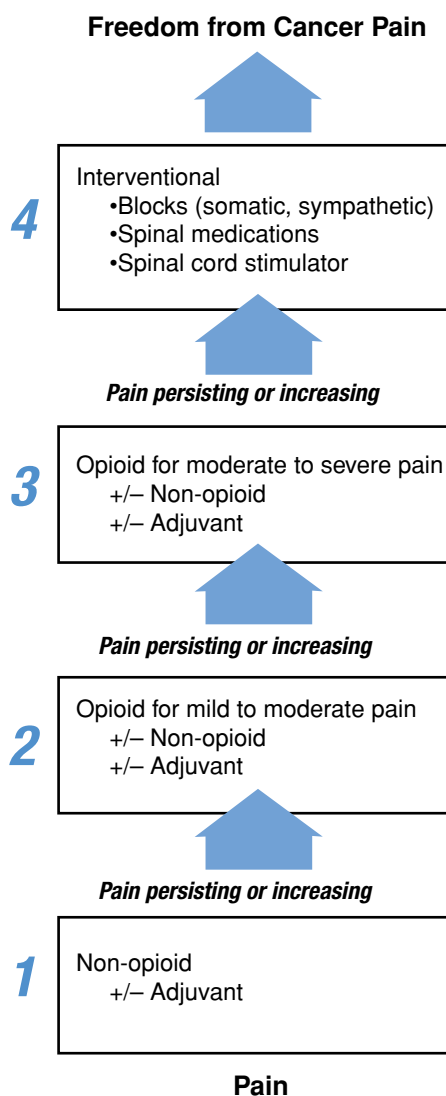 Freedom from Cancer Pain
4
Interventional
•Blocks (somatic, sympathetic)
•Spinal medications
•Spinal cord stimulator
Pain persisting or increasing
3
Opioid for moderate to severe pain
+/– Non-opioid
+/– Adjuvant
Pain persisting or increasing
2
Opioid for mild to moderate pain
+/– Non-opioid
+/– Adjuvant
Pain persisting or increasing
1
Non-opioid
+/– Adjuvant
Pain